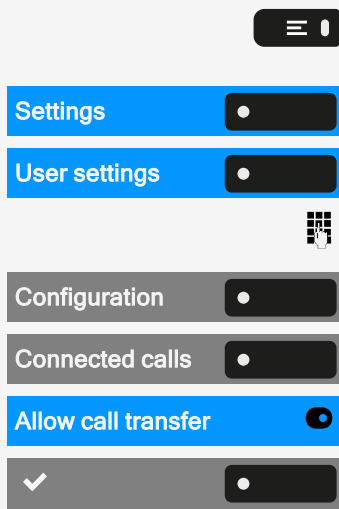 Settings
User settings
Configuration
Connected calls
Allow call transfer